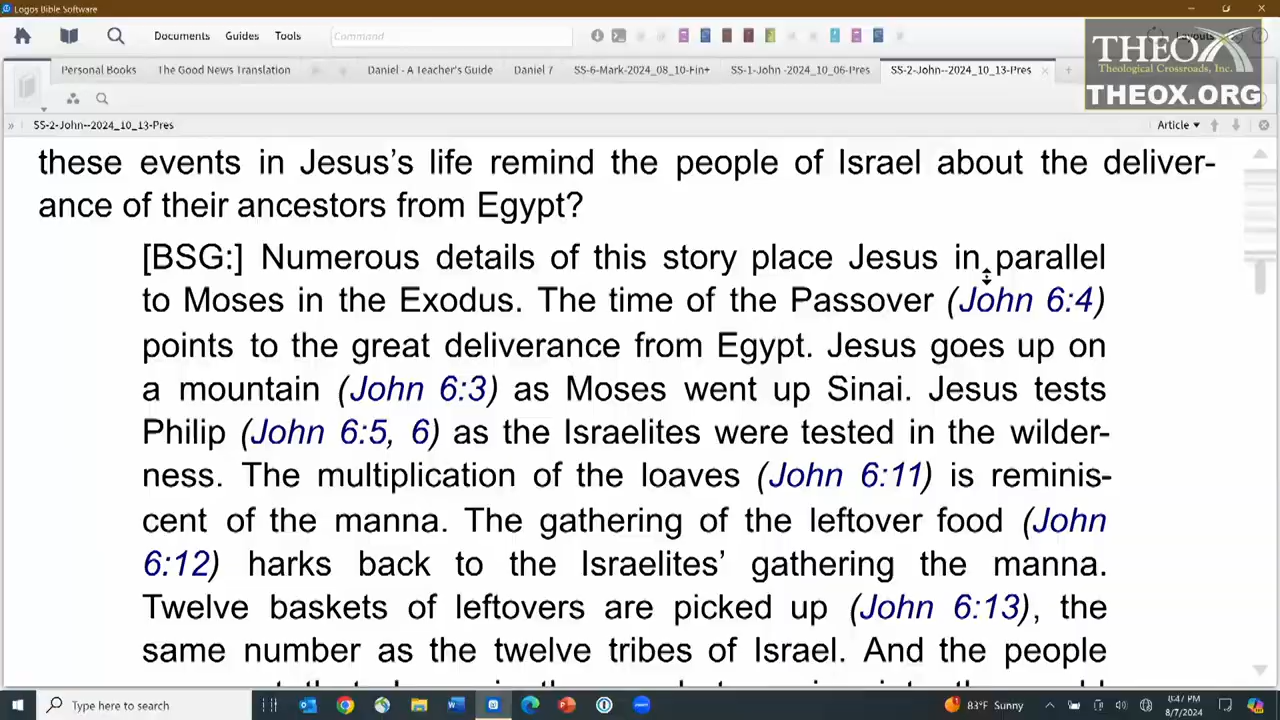 Logos Bible Software
Documents Guides Tools Command
THEOX
Theological Crossroads, Inc.
THEOX.ORG
Personal Books The Good News Translation Daniel 7 SS-6-Mark--2024_08_10-Fin+ SS-1-John--2024_10_06-Pres SS-2-John--2024_10_13-Pres
SS-2-John--2024_10_13-Pres Article
these events in Jesus's life remind the people of Israel about the deliver-
ance of their ancestors from Egypt?
[BSG:] Numerous details of this story place Jesus in parallel
to Moses in the Exodus. The time of the Passover (John 6:4)
points to the great deliverance from Egypt. Jesus goes up on
a mountain (John 6:3) as Moses went up Sinai. Jesus tests
Philip (John 6:5, 6) as the Israelites were tested in the wilder-
ness. The multiplication of the loaves (John 6:11) is reminis-
cent of the manna. The gathering of the leftover food (John
6:12) harks back to the Israelites' gathering the manna.
Twelve baskets of leftovers are picked up (John 6:13), the
same number as the twelve tribes of Israel. And the people
Type here to search
83°F Sunny
8:47 PM
8/7/2024